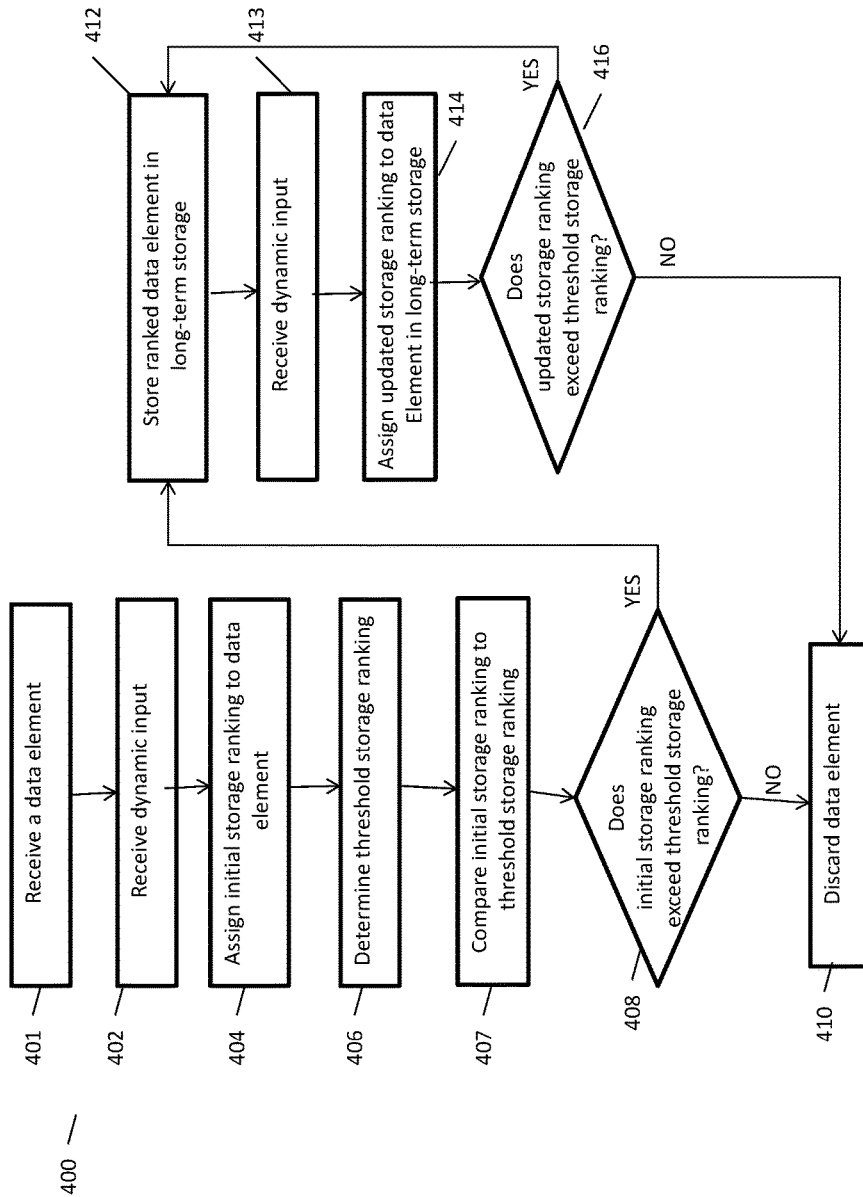 400
401
Receive a data element
402
Receive dynamic input
404
Assign initial storage ranking to data
element
406
Determine threshold storage ranking
407
Compare initial storage ranking to
threshold storage ranking
408
Does
initial storage ranking
exceed threshold storage
ranking?
YES
NO
410
Discard data element
412
Store ranked data element in
long-term storage
413
Receive dynamic input
414
Assign updated storage ranking to data
Element in long-term storage
416
Does
updated storage ranking
exceed threshold storage
ranking?
YES
NO